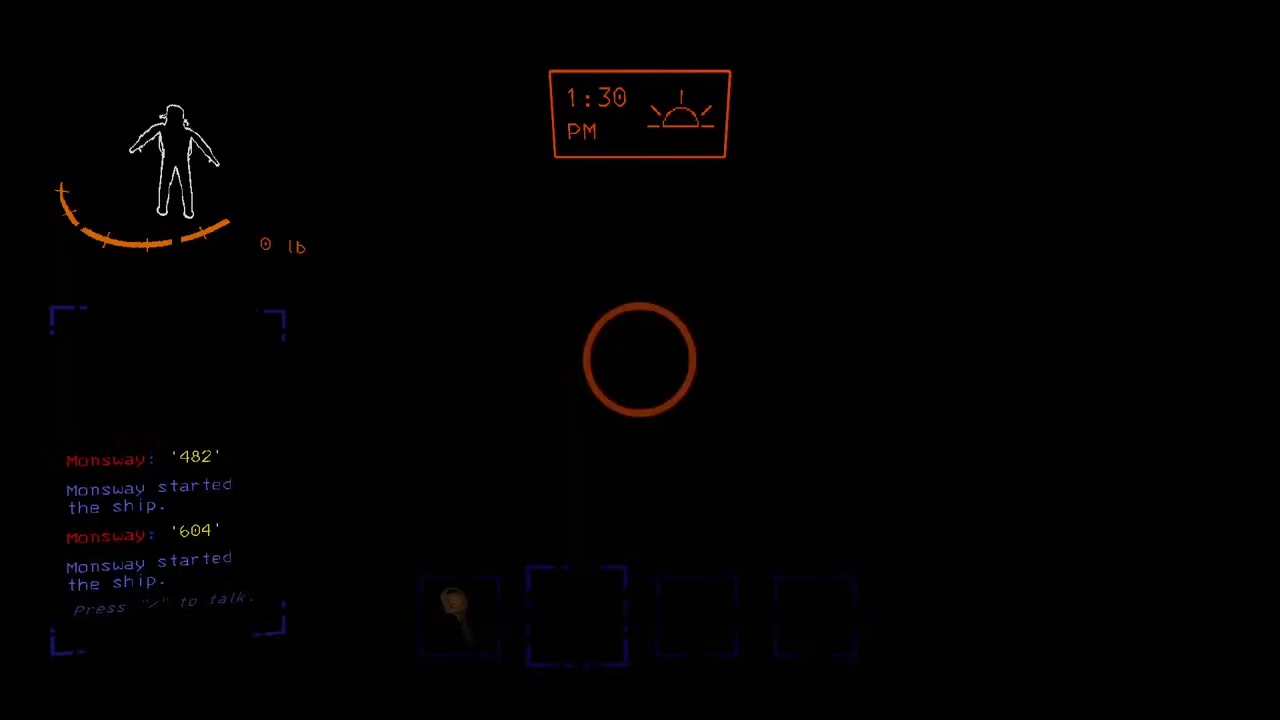 1:30
PM
0 lb
Monsway: '482'
Monsway started
the ship.
Monsway: '604'
Monsway started
the ship.
Press "/" to talk.